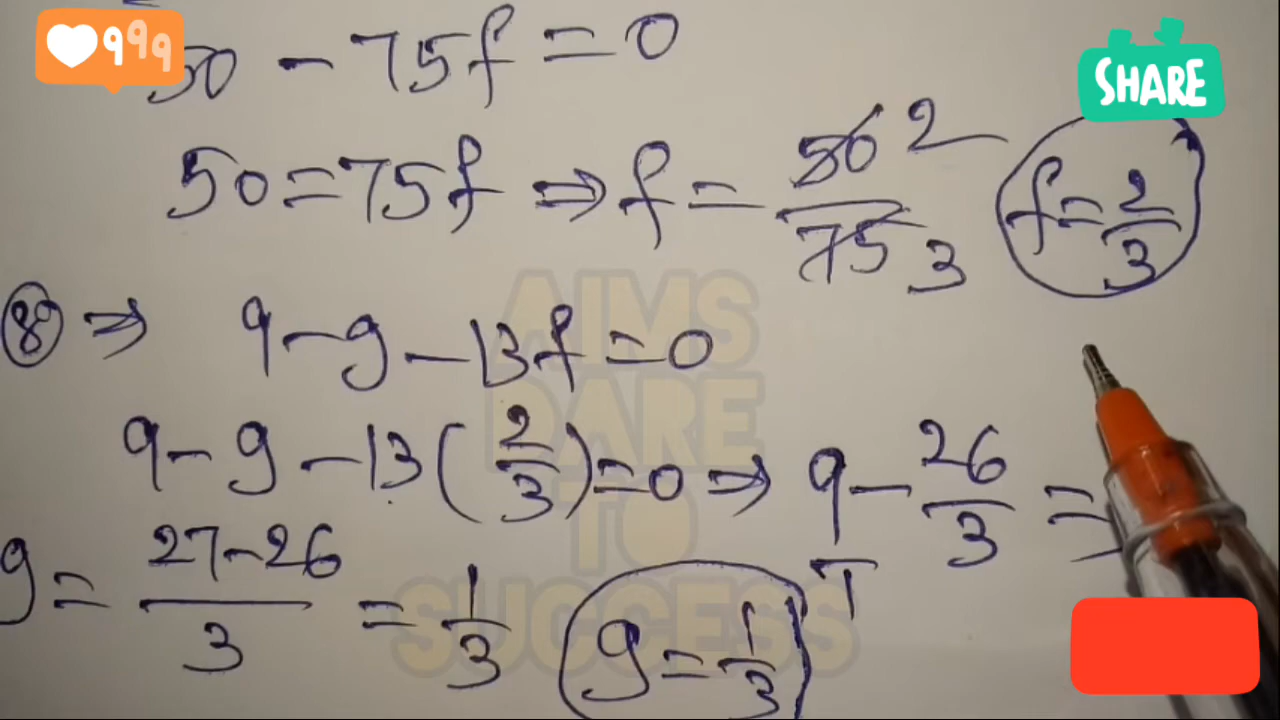 999
SHARE
50 - 75f = 0
50 = 75f ⇒ f = 50/75 2/3 f = 2/3
⑧ ⇒ 9 - g - 13f = 0
9 - g - 13(2/3) = 0 ⇒ 9/1 - 26/3 =
g = 27-26/3 = 1/3 g = 1/3
AIMS
DARE
TO
SUCCESS